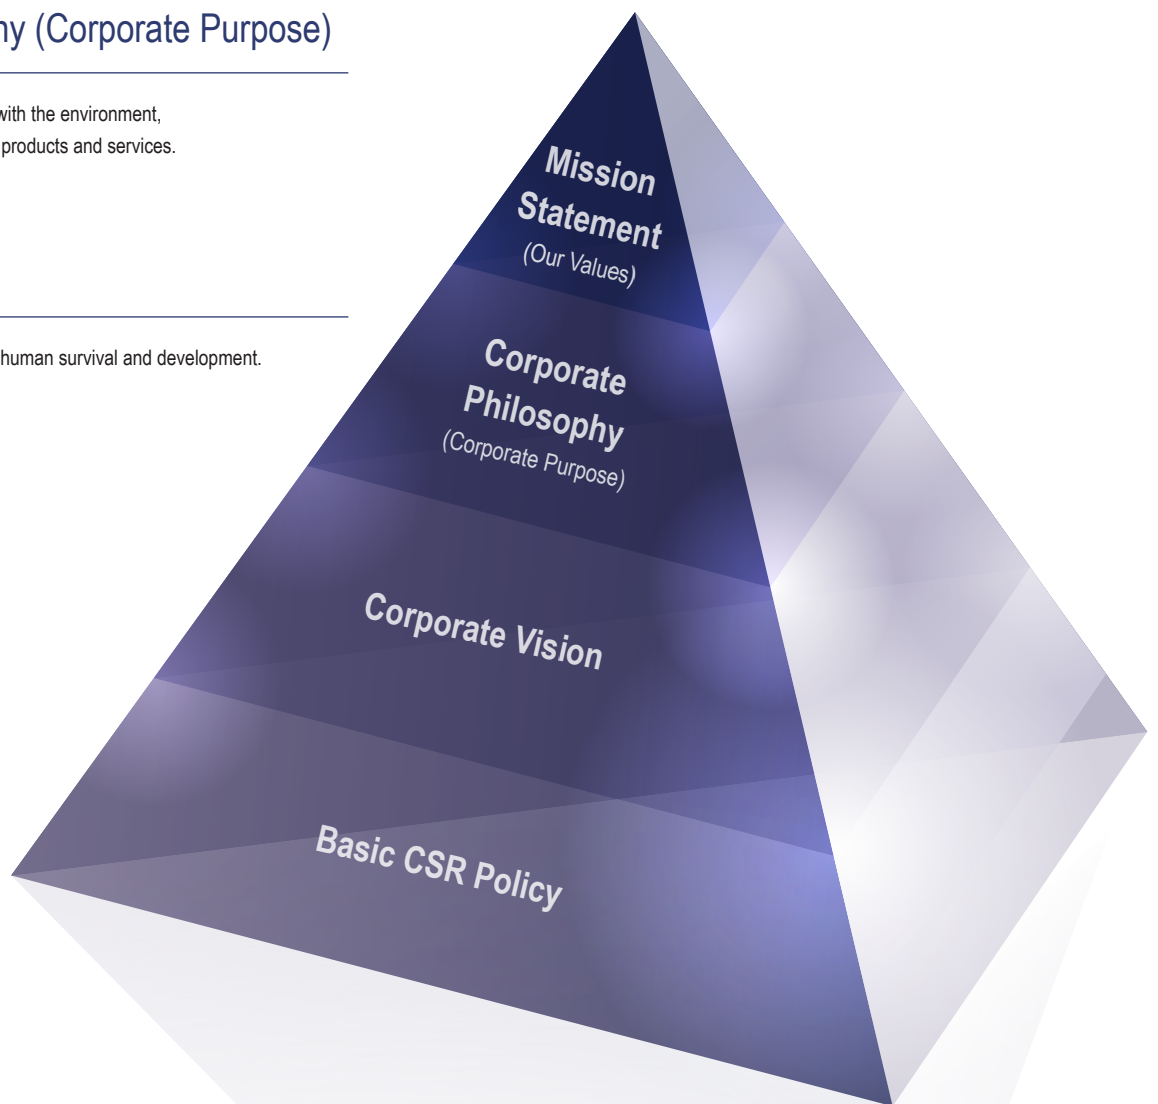 ny (Corporate Purpose)
with the environment,
products and services.
human survival and development.
Mission
Statement
(Our Values)
Corporate
Philosophy
(Corporate Purpose)
Corporate Vision
Basic CSR Policy